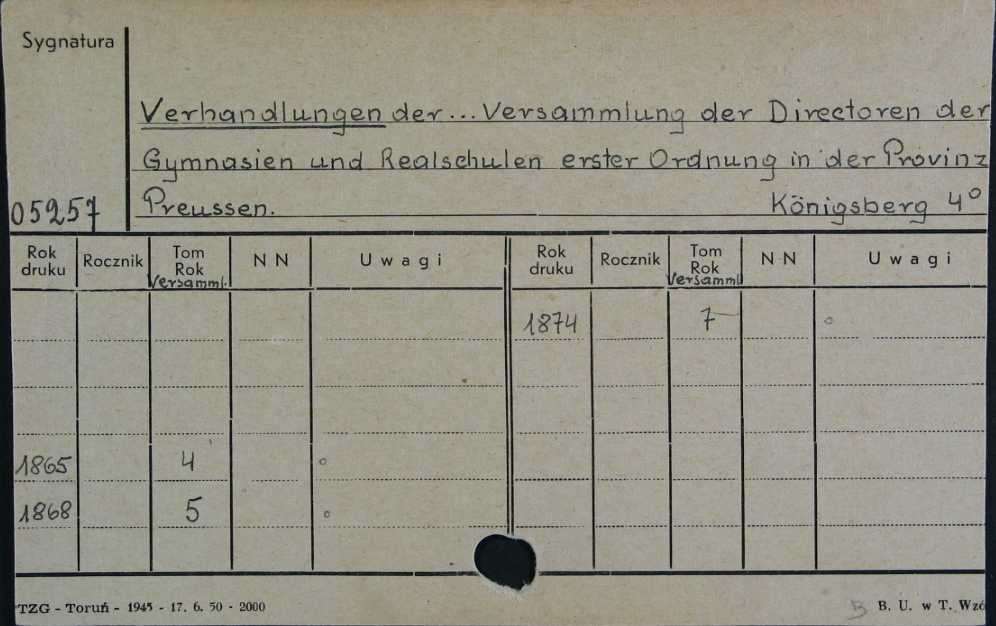 Sygnatura
Verhandlungen der ... Versammlung der Directoren der
Gymnasien und Realschulen erster Ordnung in der Provinz
05257 Preussen. Königsberg 4°
Rok druku Rocznik Tom Rok Versamml. N N Uwagi Rok druku Rocznik Tom Rok Versamml N N Uwagi
1874 7
1865 4
1868 5
TZG - Toruń - 1945 - 17. 6. 50 - 2000 B B. U. w T. Wzó